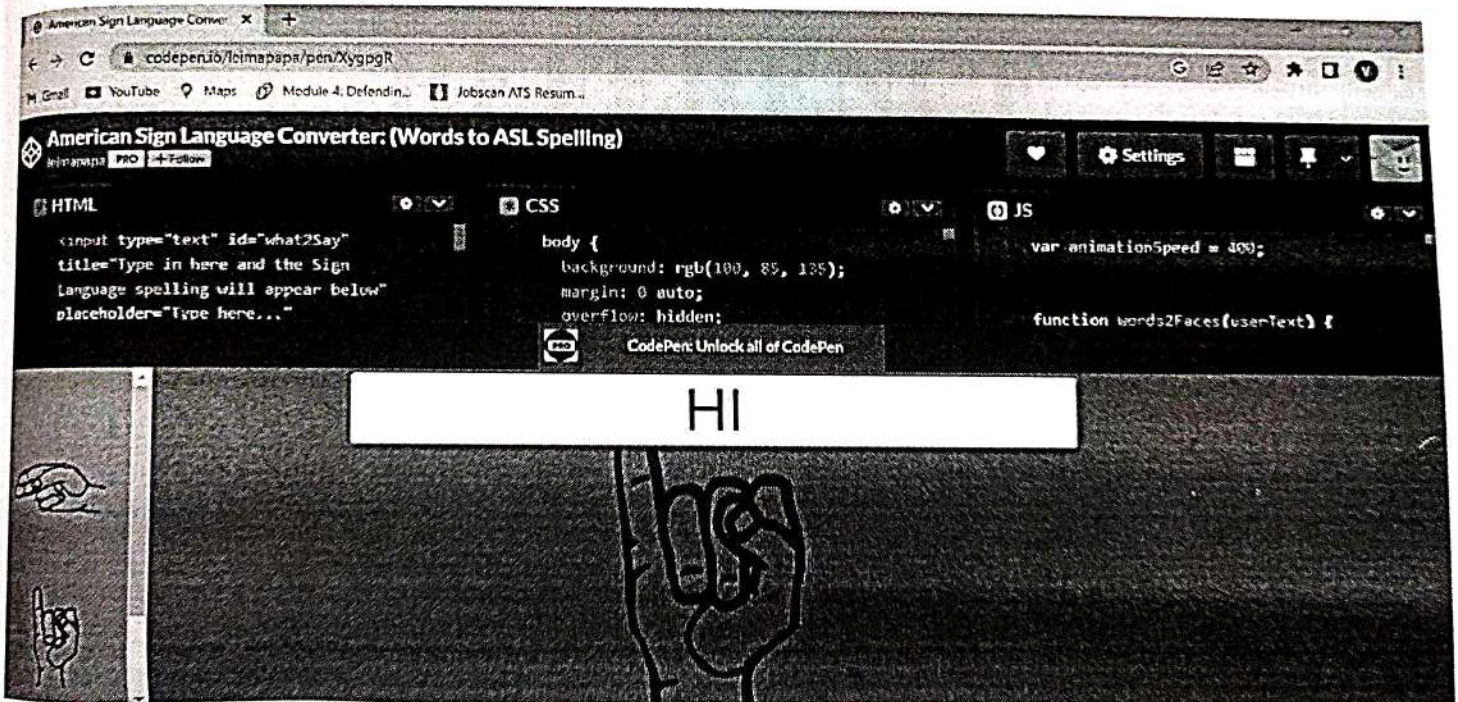 American Sign Language Conver
codepen.io/leimapapa/pen/XygpgR
Gmail YouTube Maps Module 4: Defendin... Jobscan ATS Resum...
American Sign Language Converter: (Words to ASL Spelling)
leimapapa PRO + Follow
Settings
HTML
<input type="text" id="what2Say"
title="Type in here and the Sign
Language spelling will appear below"
placeholder="Type here..."
CSS
body {
background: rgb(100, 85, 135);
margin: 0 auto;
overflow: hidden;
JS
var animationSpeed = 400;
function words2Faces(userText) {
PRO CodePen: Unlock all of CodePen
HI